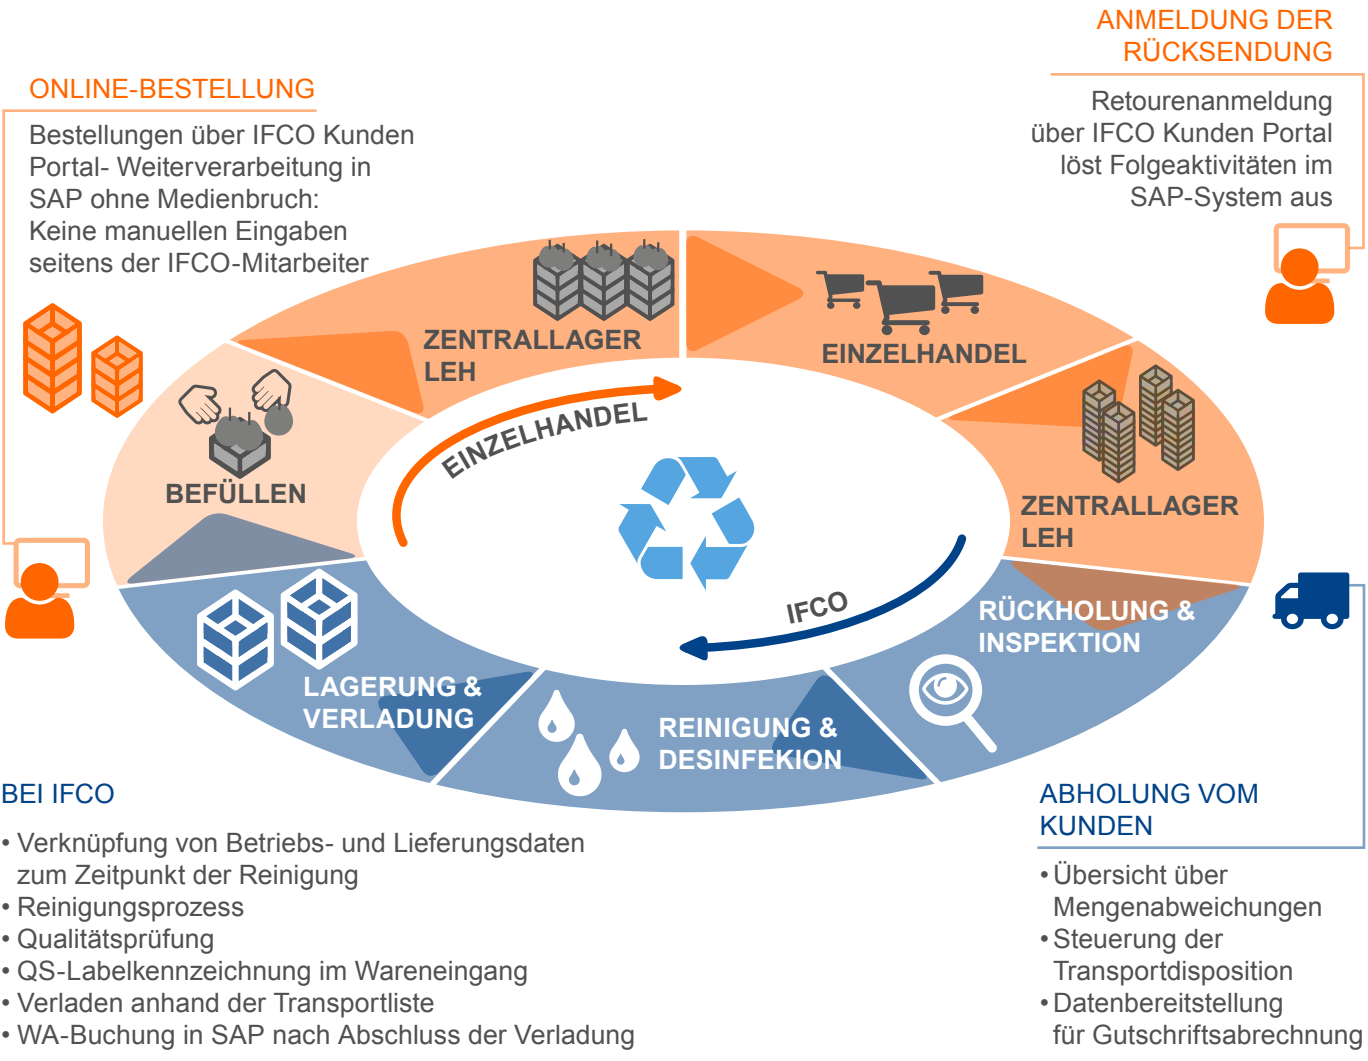 ANMELDUNG DER
RÜCKSENDUNG
Retourenanmeldung
über IFCO Kunden Portal
löst Folgeaktivitäten im
SAP-System aus
ONLINE-BESTELLUNG
Bestellungen über IFCO Kunden
Portal- Weiterverarbeitung in
SAP ohne Medienbruch:
Keine manuellen Eingaben
seitens der IFCO-Mitarbeiter
ZENTRALLAGER
LEH
EINZELHANDEL
ZENTRALLAGER
LEH
BEFÜLLEN
EINZELHANDEL
IFCO
RÜCKHOLUNG &
INSPEKTION
LAGERUNG &
VERLADUNG
REINIGUNG &
DESINFEKION
BEI IFCO
• Verknüpfung von Betriebs- und Lieferungsdaten
zum Zeitpunkt der Reinigung
• Reinigungsprozess
• Qualitätsprüfung
• QS-Labelkennzeichnung im Wareneingang
• Verladen anhand der Transportliste
• WA-Buchung in SAP nach Abschluss der Verladung
ABHOLUNG VOM
KUNDEN
• Übersicht über
Mengenabweichungen
• Steuerung der
Transportdisposition
• Datenbereitstellung
für Gutschriftsabrechnung